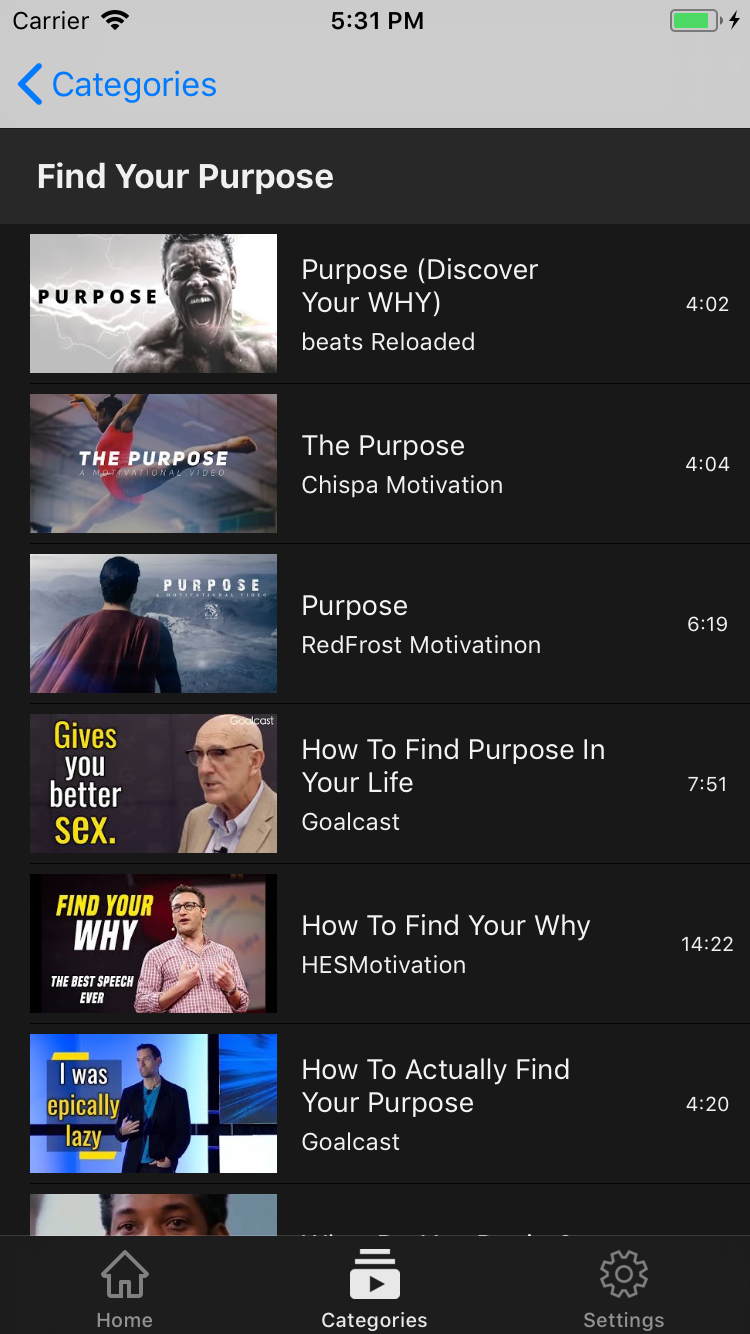 Carrier 5:31 PM
Categories
Find Your Purpose
PURPOSE
Purpose (Discover
Your WHY)
beats Reloaded
4:02
THE PURPOSE
A MOTIVATIONAL VIDEO
The Purpose
Chispa Motivation
4:04
PURPOSE
A MOTIVATIONAL VIDEO
Purpose
RedFrost Motivatinon
6:19
Goalcast
Gives
you
better
sex.
How To Find Purpose In
Your Life
Goalcast
7:51
FIND YOUR
WHY
THE BEST SPEECH
EVER
How To Find Your Why
HESMotivation
14:22
I was
epically
lazy
How To Actually Find
Your Purpose
Goalcast
4:20
Home
Categories
Settings